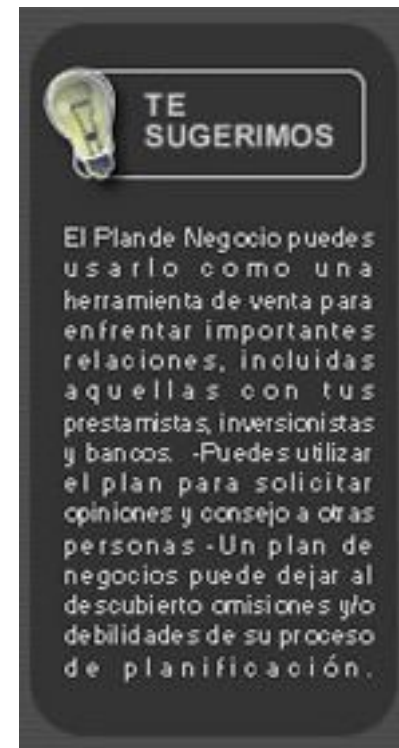 TE
SUGERIMOS
El Plan de Negocio puedes
usarlo como una
herramienta de venta para
enfrentar importantes
relaciones, incluidas
aquellas con tus
prestamistas, inversionistas
y bancos. -Puedes utilizar
el plan para solicitar
opiniones y consejo a otras
personas -Un plan de
negocios puede dejar al
descubierto omisiones y/o
debilidades de su proceso
de planificación.